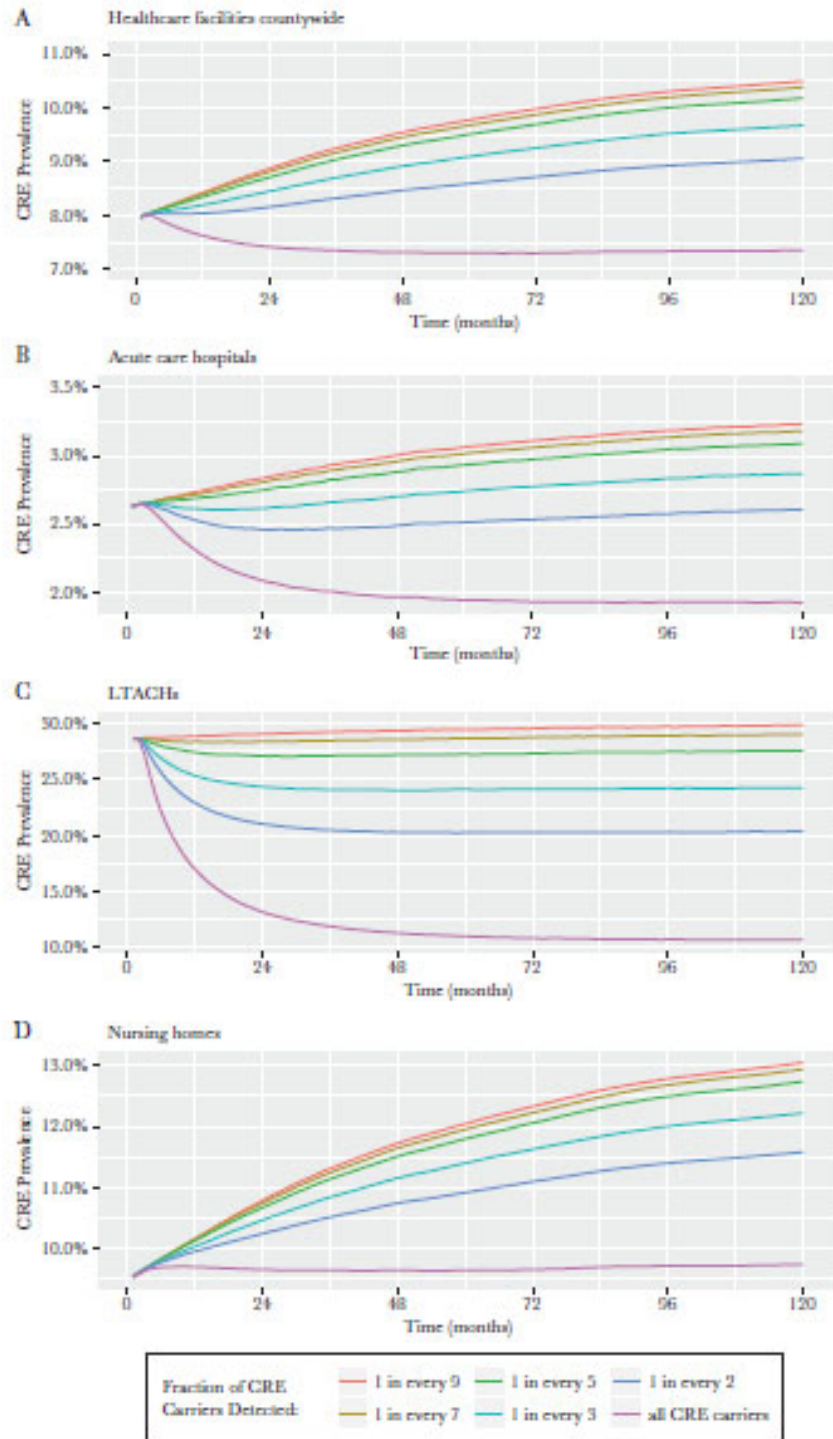 A Healthcare facilities countywide
11.0%
10.0%
9.0%
8.0%
7.0%
CRE Prevalence
0 24 48 72 96 120
Time (months)
B Acute care hospitals
3.5%
3.0%
2.5%
2.0%
CRE Prevalence
0 24 48 72 96 120
Time (months)
C LTACHs
30.0%
25.0%
20.0%
15.0%
10.0%
CRE Prevalence
0 24 48 72 96 120
Time (months)
D Nursing homes
13.0%
12.0%
11.0%
10.0%
CRE Prevalence
0 24 48 72 96 120
Time (months)
Fraction of CRE
Carriers Detected:
1 in every 9 1 in every 5 1 in every 2
1 in every 7 1 in every 3 all CRE carriers